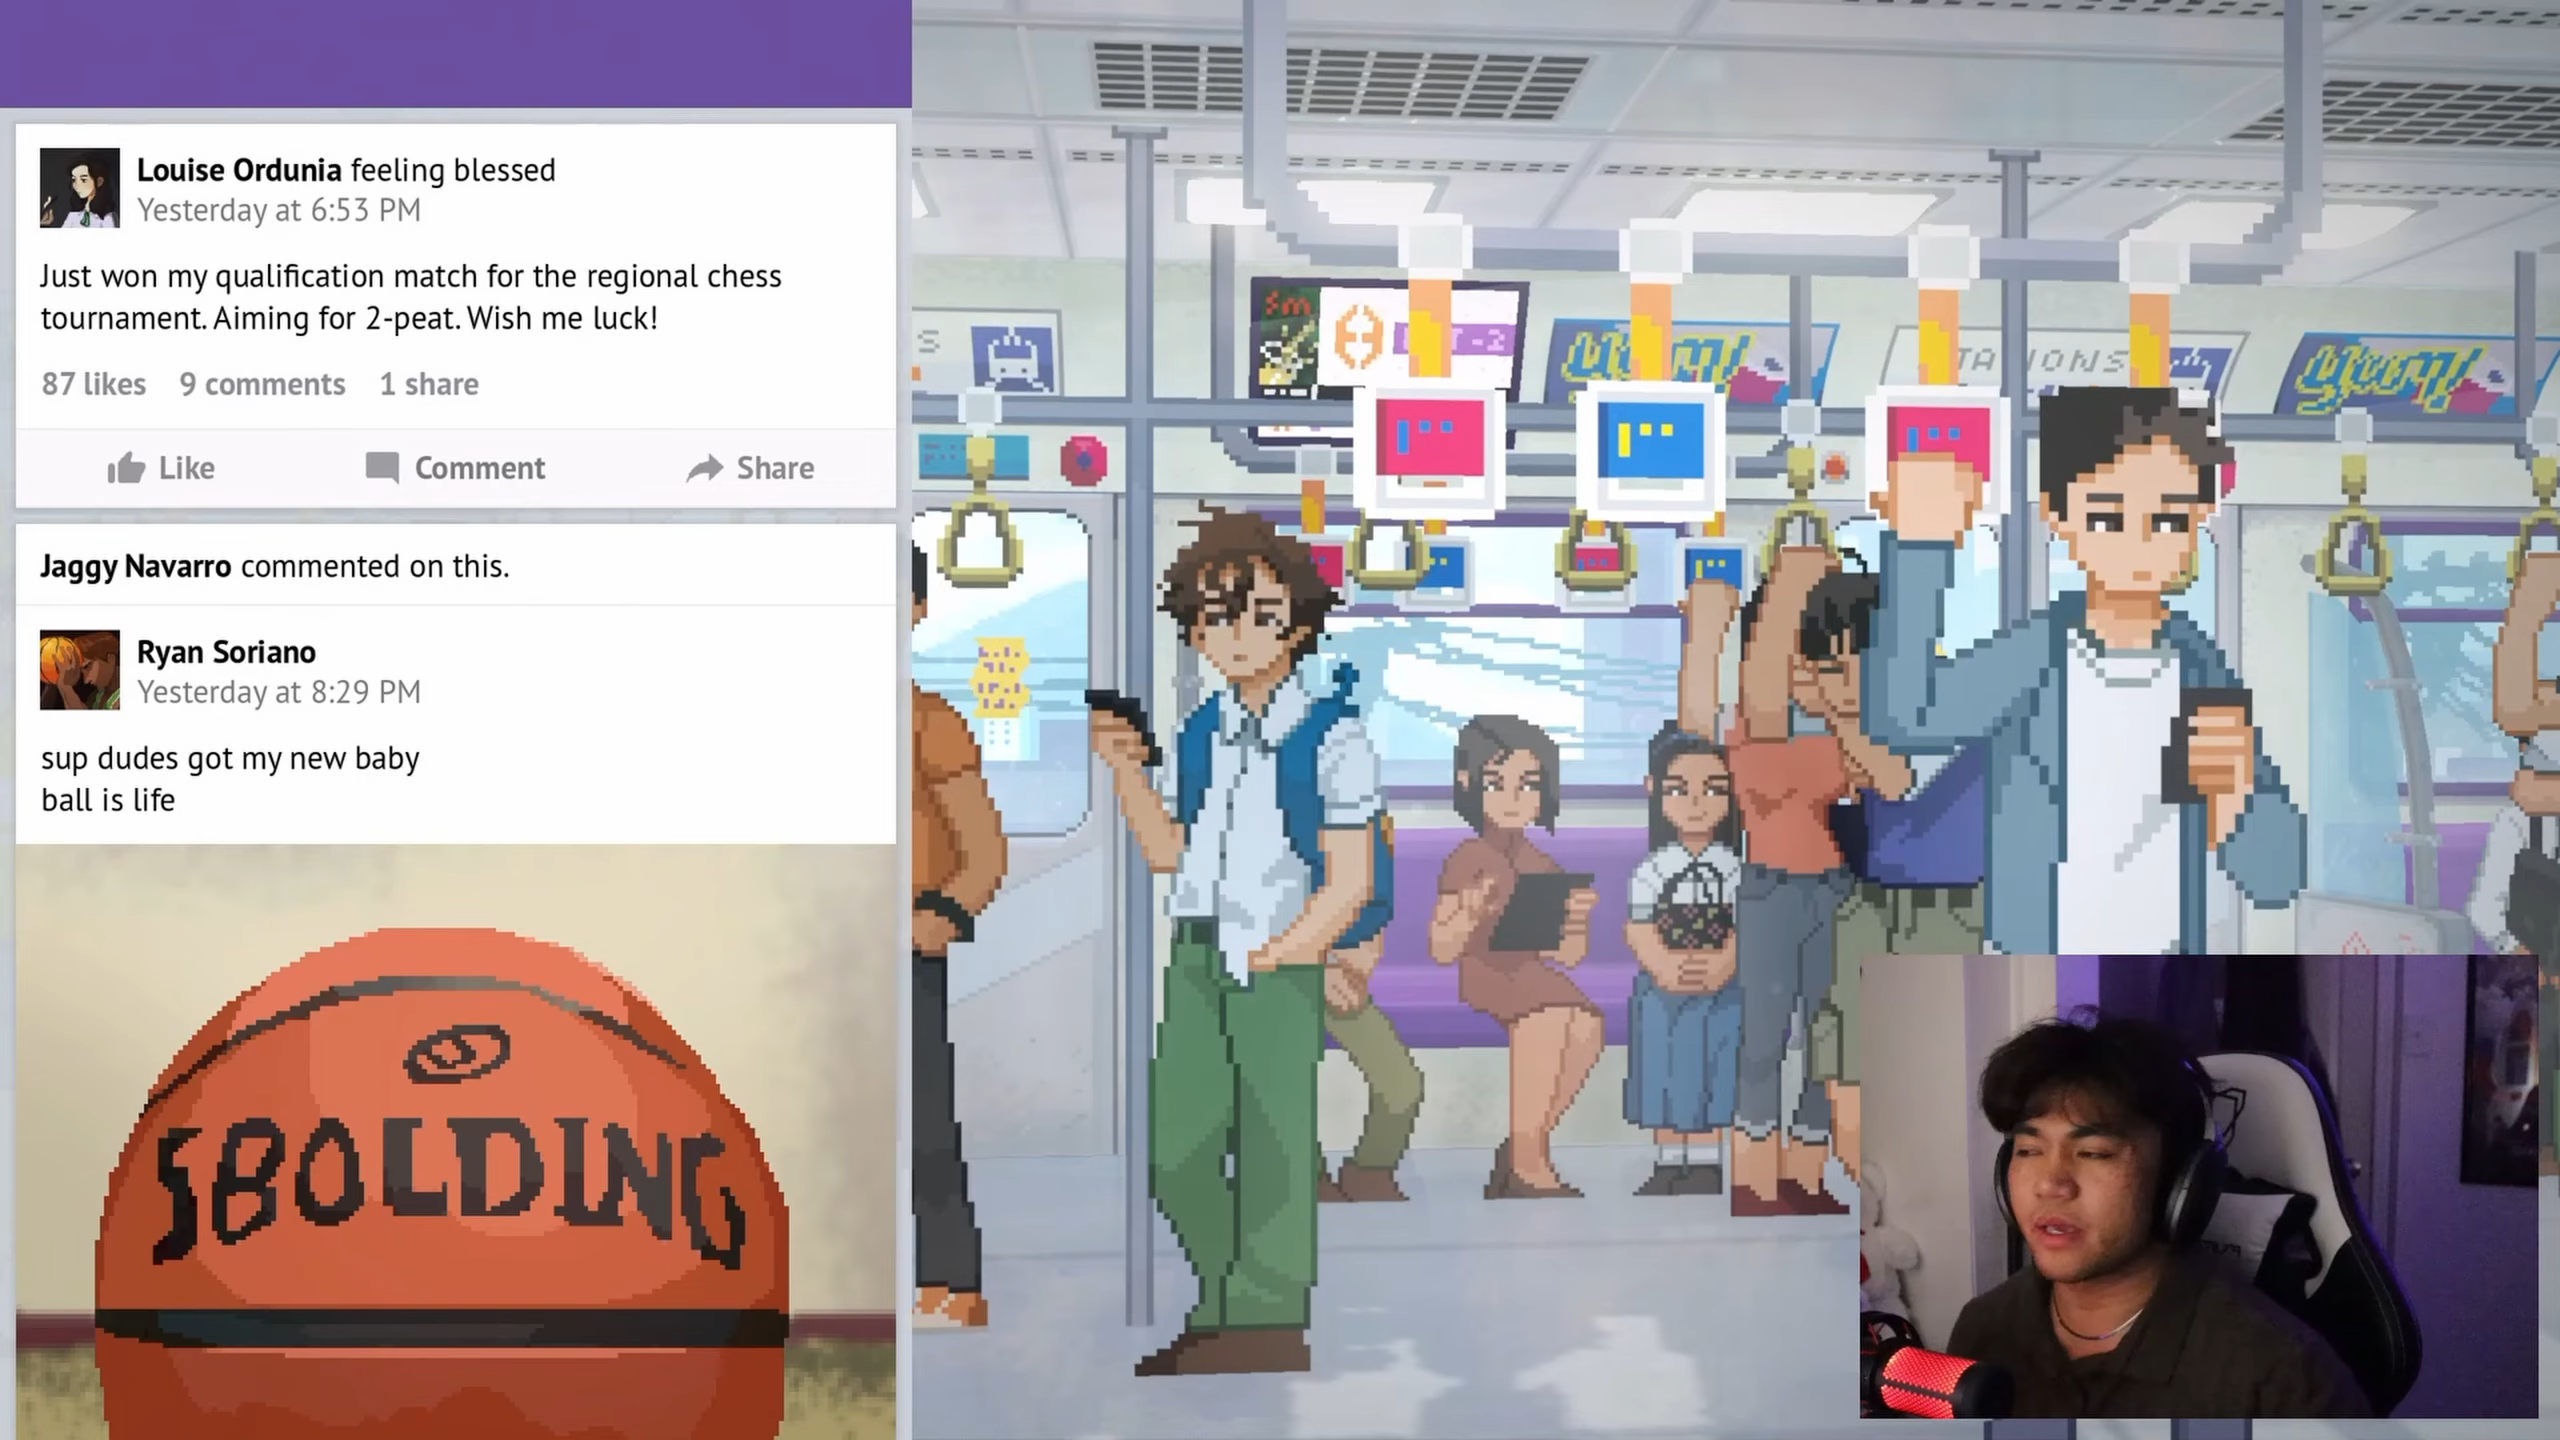 Louise Ordunia feeling blessed
Yesterday at 6:53 PM
Just won my qualification match for the regional chess
tournament. Aiming for 2-peat. Wish me luck!
87 likes 9 comments 1 share
Like Comment Share
Jaggy Navarro commented on this.
Ryan Soriano
Yesterday at 8:29 PM
sup dudes got my new baby
ball is life
SBOLDING